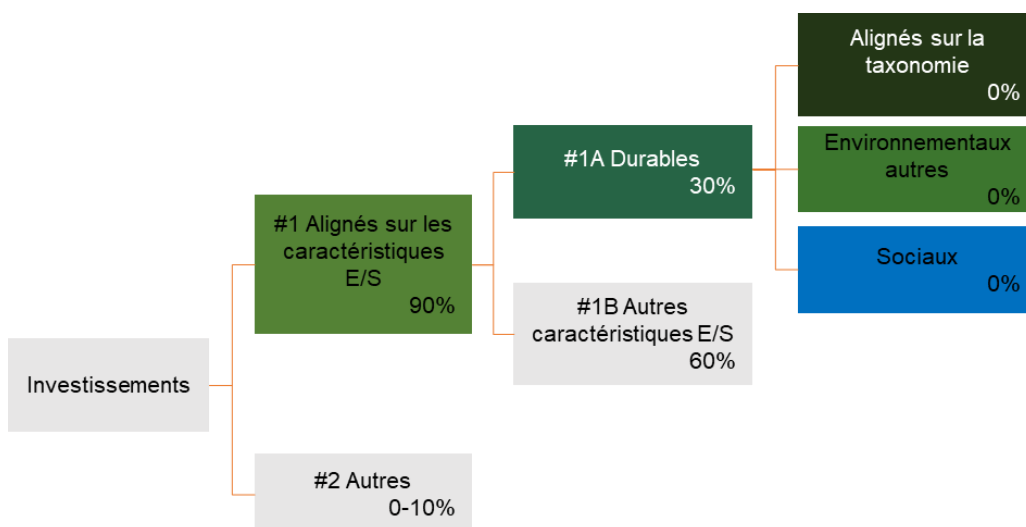 Investissements
#1 Alignés sur les
caractéristiques
E/S
90%
#2 Autres
0-10%
#1A Durables
30%
#1B Autres
caractéristiques E/S
60%
Alignés sur la
taxonomie
0%
Environnementaux
autres
0%
Sociaux
0%